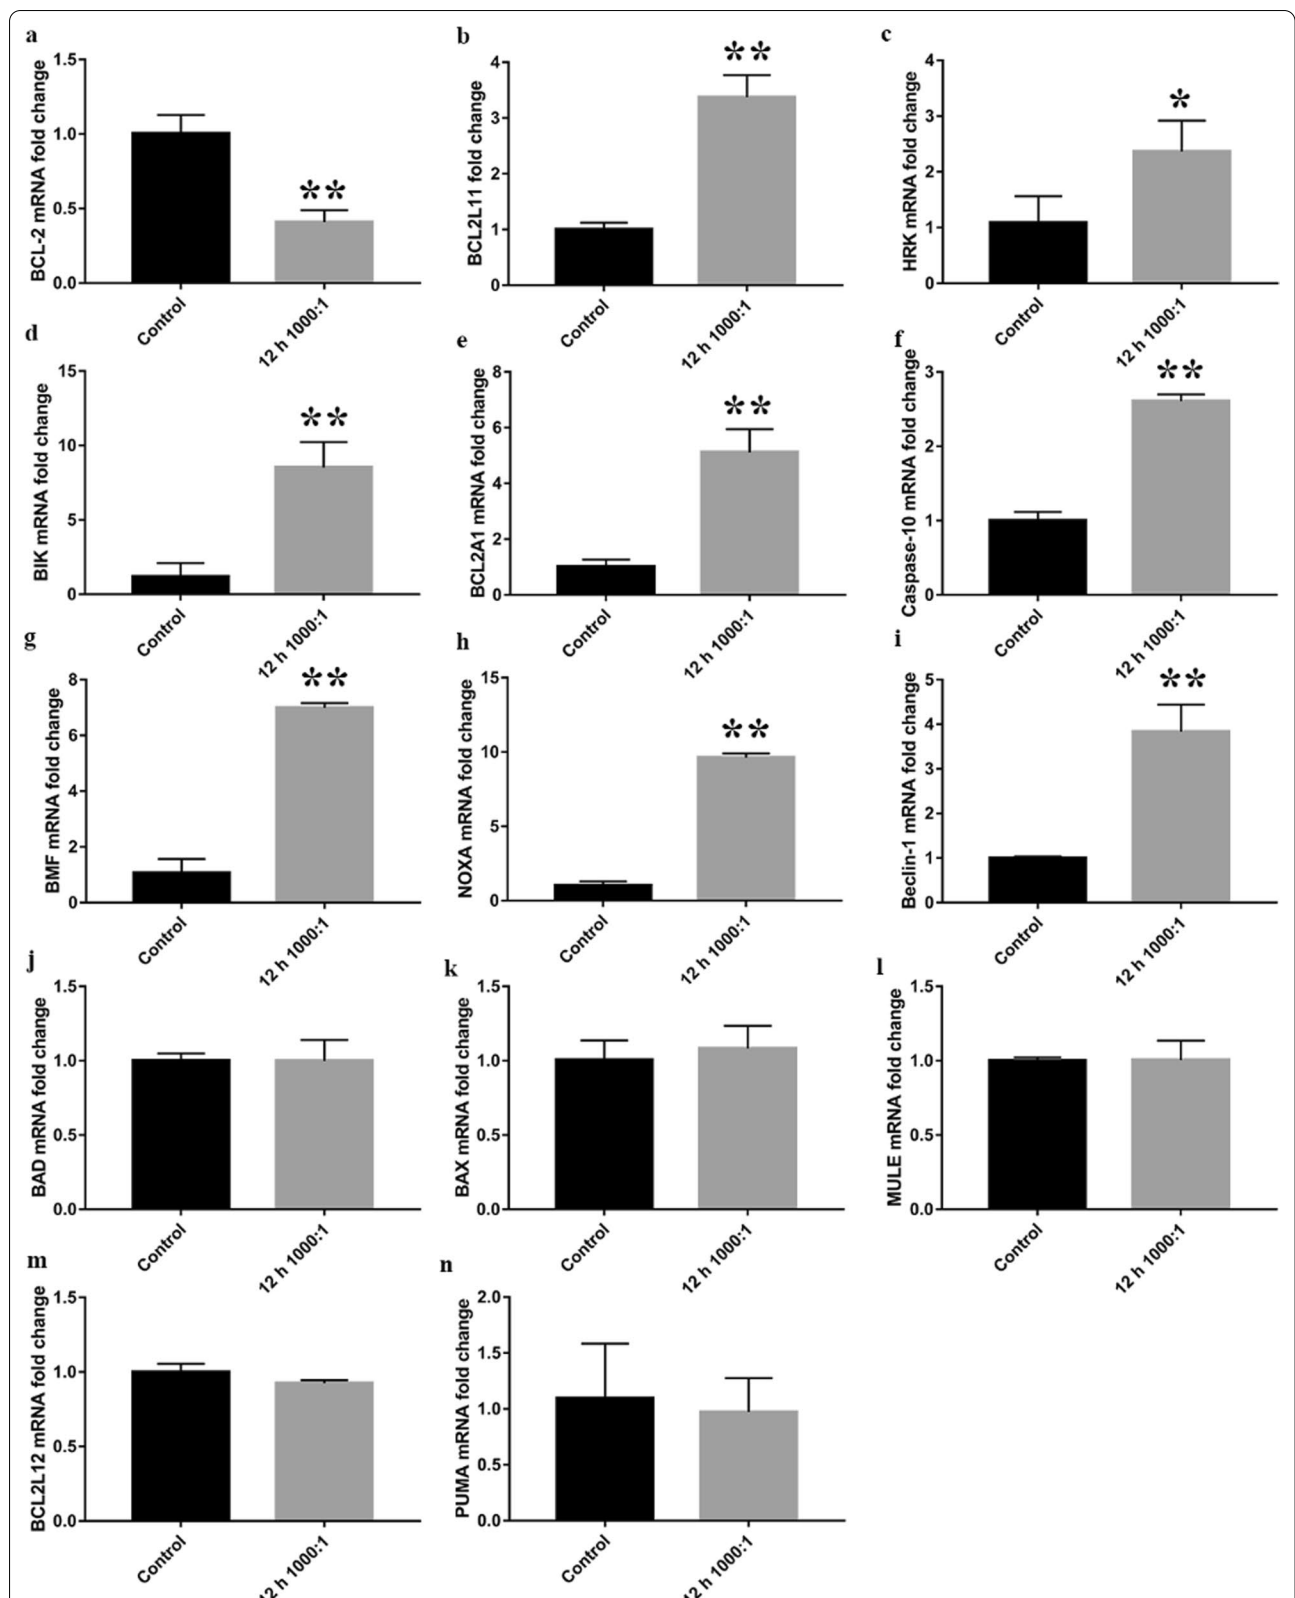 a
BCL-2 mRNA fold change
1.5
1.0
0.5
0.0
**
Control
12 h 1000:1
b
BCL2L11 fold change
4
3
2
1
0
**
Control
12 h 1000:1
c
HRK mRNA fold change
4
3
2
1
0
*
Control
12 h 1000:1
d
BIK mRNA fold change
15
10
5
0
**
Control
12 h 1000:1
e
BCL2A1 mRNA fold change
8
6
4
2
0
**
Control
12 h 1000:1
f
Caspase-10 mRNA fold change
3
2
1
0
**
Control
12 h 1000:1
g
BMF mRNA fold change
8
6
4
2
0
**
Control
12 h 1000:1
h
NOXA mRNA fold change
15
10
5
0
**
Control
12 h 1000:1
i
Beclin-1 mRNA fold change
5
4
3
2
1
0
**
Control
12 h 1000:1
j
BAD mRNA fold change
1.5
1.0
0.5
0.0
Control
12 h 1000:1
k
BAX mRNA fold change
1.5
1.0
0.5
0.0
Control
12 h 1000:1
l
MULE mRNA fold change
1.5
1.0
0.5
0.0
Control
12 h 1000:1
m
BCL2L12 mRNA fold change
1.5
1.0
0.5
0.0
Control
12 h 1000:1
n
PUMA mRNA fold change
2.0
1.5
1.0
0.5
0.0
Control
12 h 1000:1